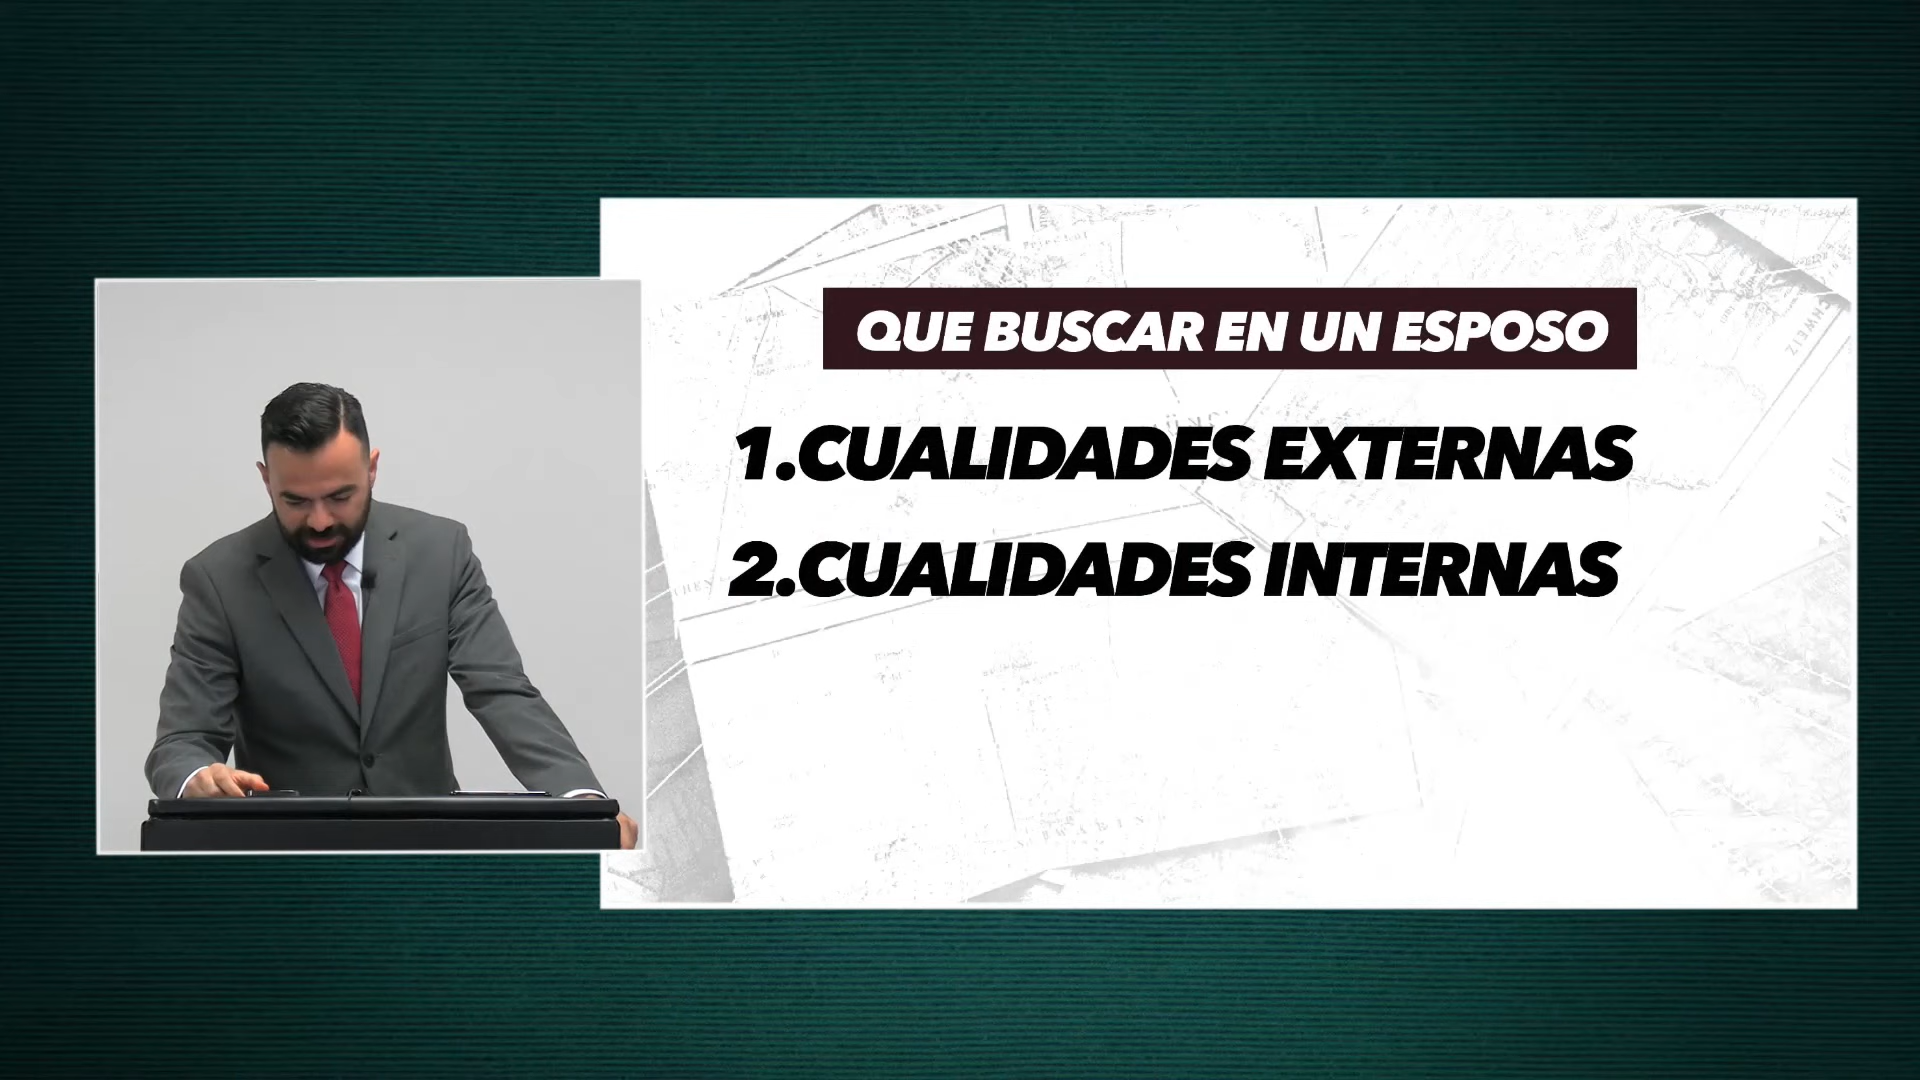 QUE BUSCAR EN UN ESPOSO
1.CUALIDADES EXTERNAS
2.CUALIDADES INTERNAS